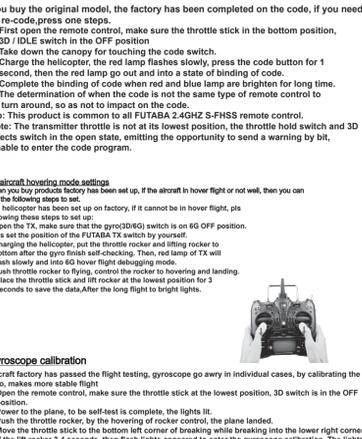 ou buy the original model, the factory has been completed on the code, if you need
re-code,press one steps.
First open the remote control, make sure the throttle stick in the bottom position,
3D / IDLE switch in the OFF position
Take down the canopy for touching the code switch.
Charge the helicopter, the red lamp flashes slowly, press the code button for 1
second, then the red lamp go out and into a state of binding of code.
Complete the binding of code when red and blue lamp are brighten for long time.
The determination of when the code is not the same type of remote control to
turn around, so as not to impact on the code.
: This product is common to all FUTABA 2.4GHZ S-FHSS remote control.
te: The transmitter throttle is not at its lowest position, the throttle hold switch and 3D
ects switch in the open state, emitting the opportunity to send a warning by bit,
able to enter the code program.
aircraft hovering mode settings
en you buy products factory has been set up, if the aircraft in hover flight or not well, then you can
the following steps to set.
helicopter has been set up on factory, if it cannot be in hover flight, pls
owing these steps to set up:
pen the TX, make sure that the gyro(3D/6G) switch is on 6G OFF position.
s set the position of the FUTABA TX switch by yourself.
harging the helicopter, put the throttle rocker and lifting rocker to
ottom after the gyro finish self-checking. Then, red lamp of TX will
ash slowly and into 6G hover flight debugging mode.
ush throttle rocker to flying, control the rocker to hovering and landing.
lace the throttle stick and lift rocker at the lowest position for 3
econds to save the data,After the long flight to bright lights.
yroscope calibration
craft factory has passed the flight testing, gyroscope go awry in individual cases, by calibrating the
o, makes more stable flight
Open the remote control, make sure the throttle stick at the lowest position, 3D switch is in the OFF
position.
Power to the plane, to be self-test is complete, the lights lit.
Push the throttle rocker, by the hovering of rocker control, the plane landed.
Move the throttle stick to the bottom left corner of breaking while breaking into the lower right corne